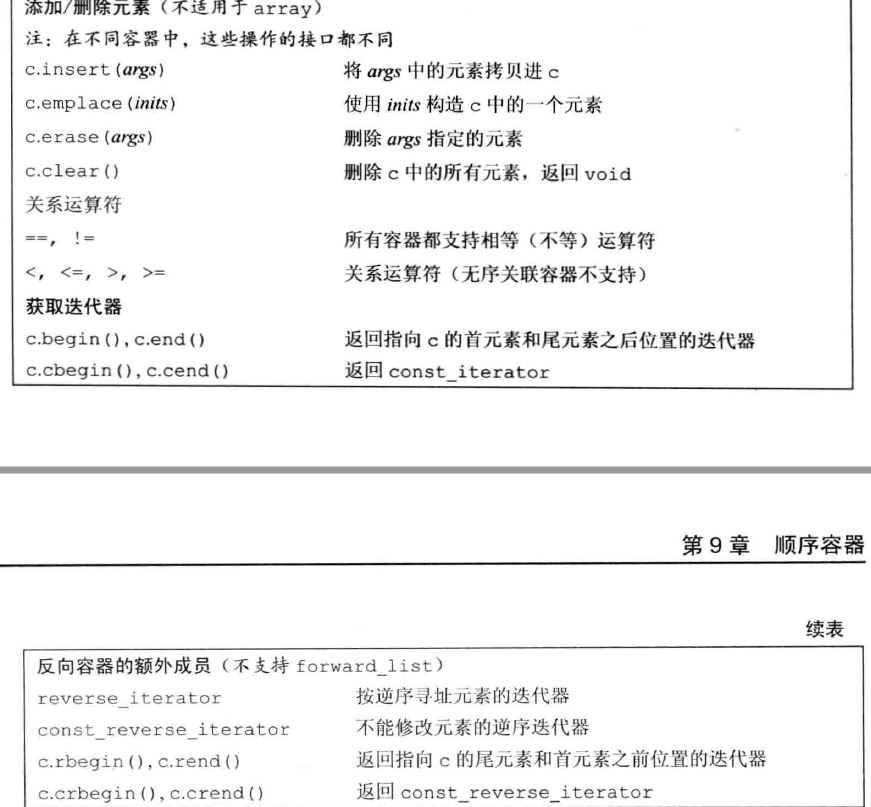 添加/删除元素（不适用于 array）
注：在不同容器中，这些操作的接口都不同
c.insert(args) 将 args 中的元素拷贝进 c
c.emplace(inits) 使用 inits 构造 c 中的一个元素
c.erase(args) 删除 args 指定的元素
c.clear() 删除 c 中的所有元素，返回 void
关系运算符
==, != 所有容器都支持相等（不等）运算符
<, <=, >, >= 关系运算符（无序关联容器不支持）
获取迭代器
c.begin(),c.end() 返回指向 c 的首元素和尾元素之后位置的迭代器
c.cbegin(),c.cend() 返回 const_iterator
第 9 章 顺序容器
续表
反向容器的额外成员（不支持 forward_list）
reverse_iterator 按逆序寻址元素的迭代器
const_reverse_iterator 不能修改元素的逆序迭代器
c.rbegin(),c.rend() 返回指向 c 的尾元素和首元素之前位置的迭代器
c.crbegin(),c.crend() 返回 const_reverse_iterator